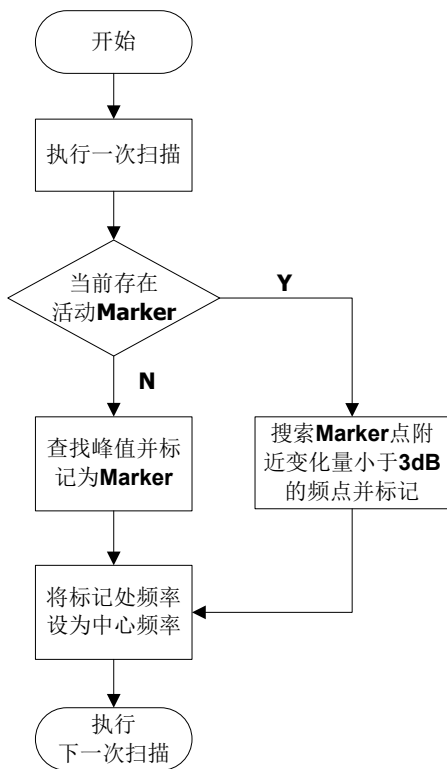 开始
执行一次扫描
当前存在
活动Marker
Y
N
查找峰值并标
记为Marker
搜索Marker点附
近变化量小于3dB
的频点并标记
将标记处频率
设为中心频率
执行
下一次扫描